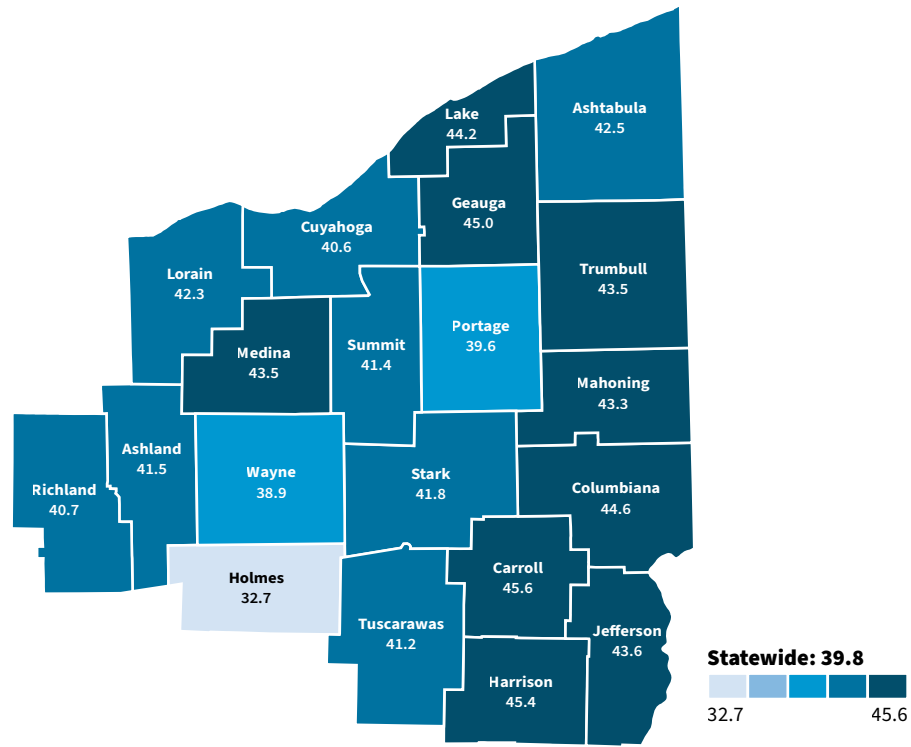 Lake
44.2
Ashtabula
42.5
Geauga
45.0
Cuyahoga
40.6
Lorain
42.3
Trumbull
43.5
Portage
39.6
Summit
41.4
Medina
43.5
Mahoning
43.3
Ashland
41.5
Wayne
38.9
Stark
41.8
Richland
40.7
Columbiana
44.6
Holmes
32.7
Carroll
45.6
Tuscarawas
41.2
Jefferson
43.6
Harrison
45.4
Statewide: 39.8
32.7 45.6